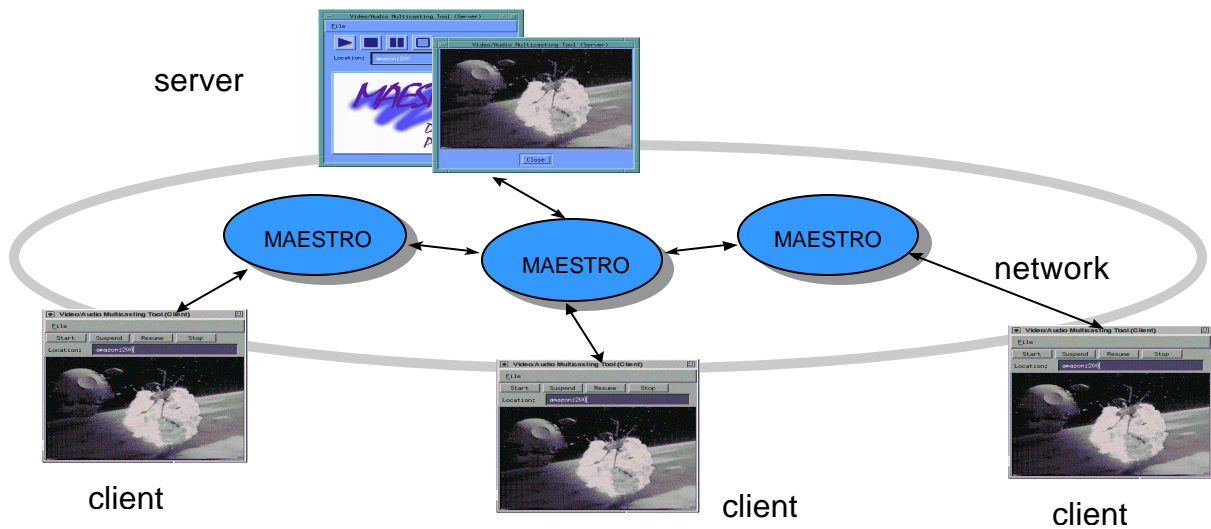 Video/Audio Multicasting Tool (Server)
File
Location: amazon:200
MAES
D
P
Video/Audio Multicasting Tool (Server)
Close
server
MAESTRO
MAESTRO
MAESTRO
network
Video/Audio Multicasting Tool (Client)
File
Start Suspend Resume Stop
Location: amazon:200
client
Video/Audio Multicasting Tool (Client)
File
Start Suspend Resume Stop
Location: amazon:200
client
Video/Audio Multicasting Tool (Client)
File
Start Suspend Resume Stop
Location: amazon:200
client